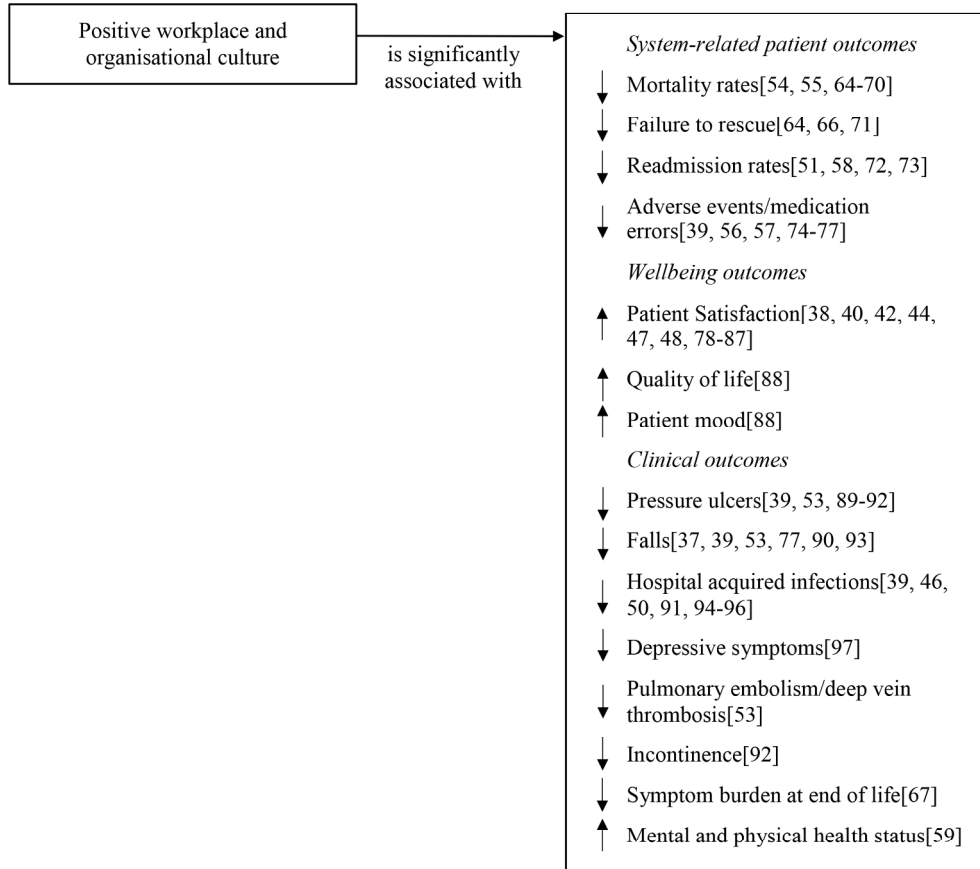 Positive workplace and
organisational culture
is significantly
associated with
System-related patient outcomes
Mortality rates[54, 55, 64-70]
Failure to rescue[64, 66, 71]
Readmission rates[51, 58, 72, 73]
Adverse events/medication
errors[39, 56, 57, 74-77]
Wellbeing outcomes
Patient Satisfaction[38, 40, 42, 44,
47, 48, 78-87]
Quality of life[88]
Patient mood[88]
Clinical outcomes
Pressure ulcers[39, 53, 89-92]
Falls[37, 39, 53, 77, 90, 93]
Hospital acquired infections[39, 46,
50, 91, 94-96]
Depressive symptoms[97]
Pulmonary embolism/deep vein
thrombosis[53]
Incontinence[92]
Symptom burden at end of life[67]
Mental and physical health status[59]